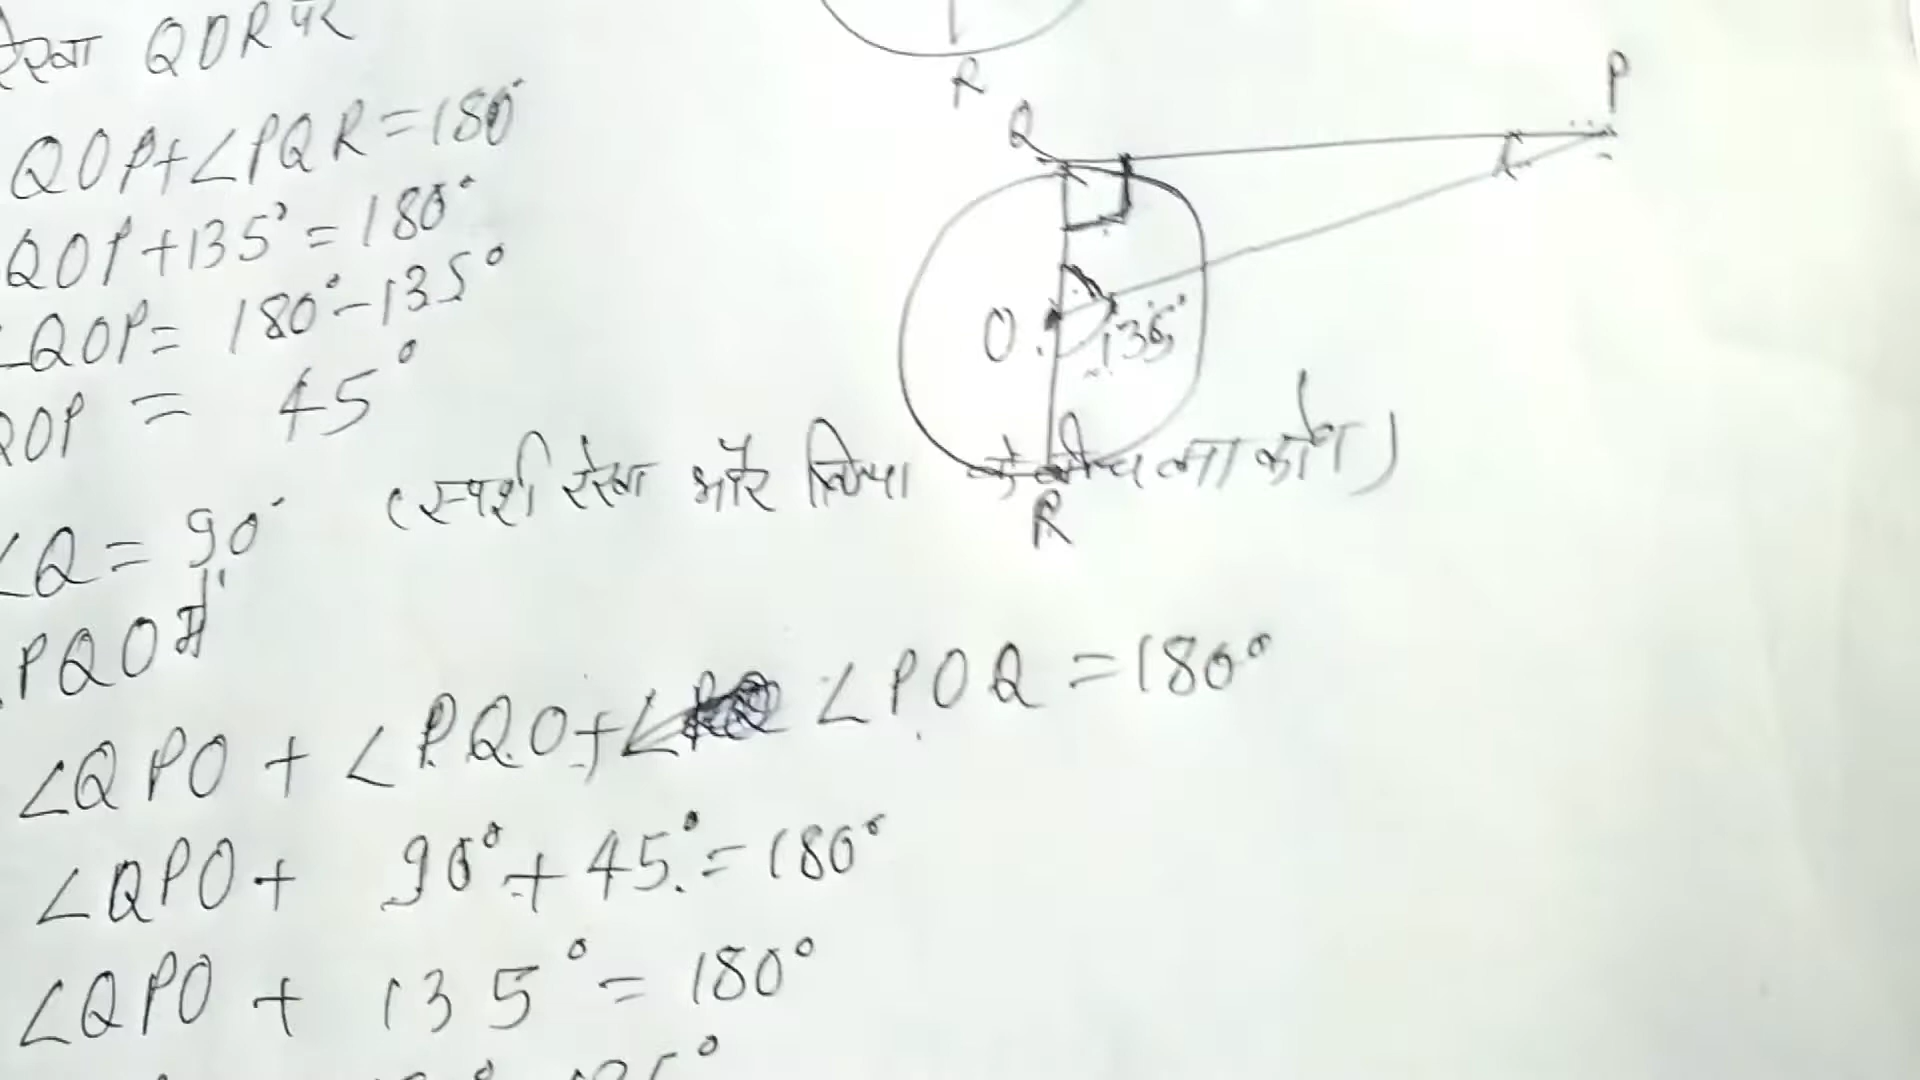 रेखा QOR पर
QOP+∠PQR=180°
QOP+135°=180°
∠QOP= 180°-135°
QOP = 45°
∠Q= 90° (स्पर्श रेखा और त्रिज्या के बीच का कोण)
PQO में
∠QPO + ∠PQO+∠ ∠POQ =180°
∠QPO+ 90°+45°=180°
∠QPO + 135°= 180°
R
Q
P
O
135°
R